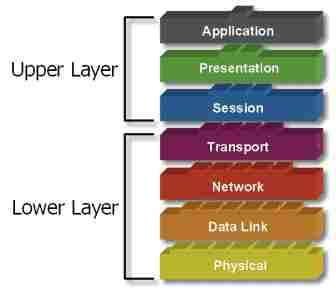 Application
Upper Layer
Presentation
Session
Transport
Lower Layer
Network
Data Link
Physical